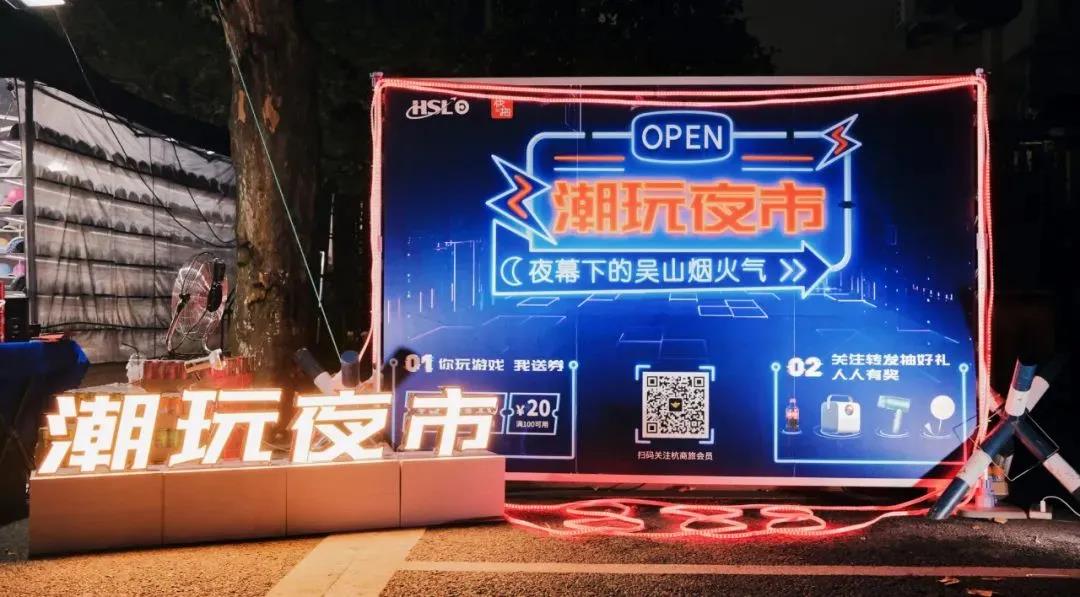 HSLD
OPEN
潮玩夜市
夜幕下的吴山烟火气
01 你玩游戏 我送券
¥20
满100可用
扫码关注杭商旅会员
02 关注转发抽好礼
人人有奖
潮玩夜市